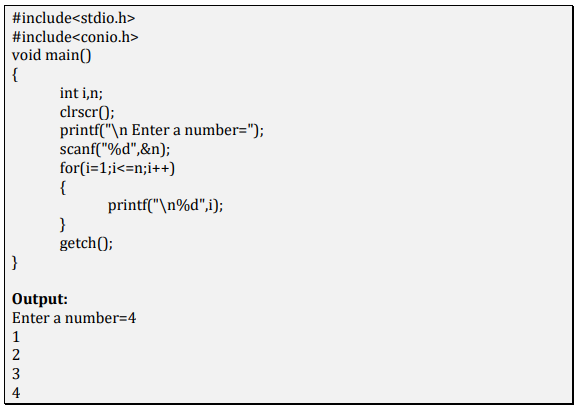 #include<stdio.h>
#include<conio.h>
void main()
{
int i,n;
clrscr();
printf("\n Enter a number=");
scanf("%d",&n);
for(i=1;i<=n;i++)
{
printf("\n%d",i);
}
getch();
}
Output:
Enter a number=4
1
2
3
4